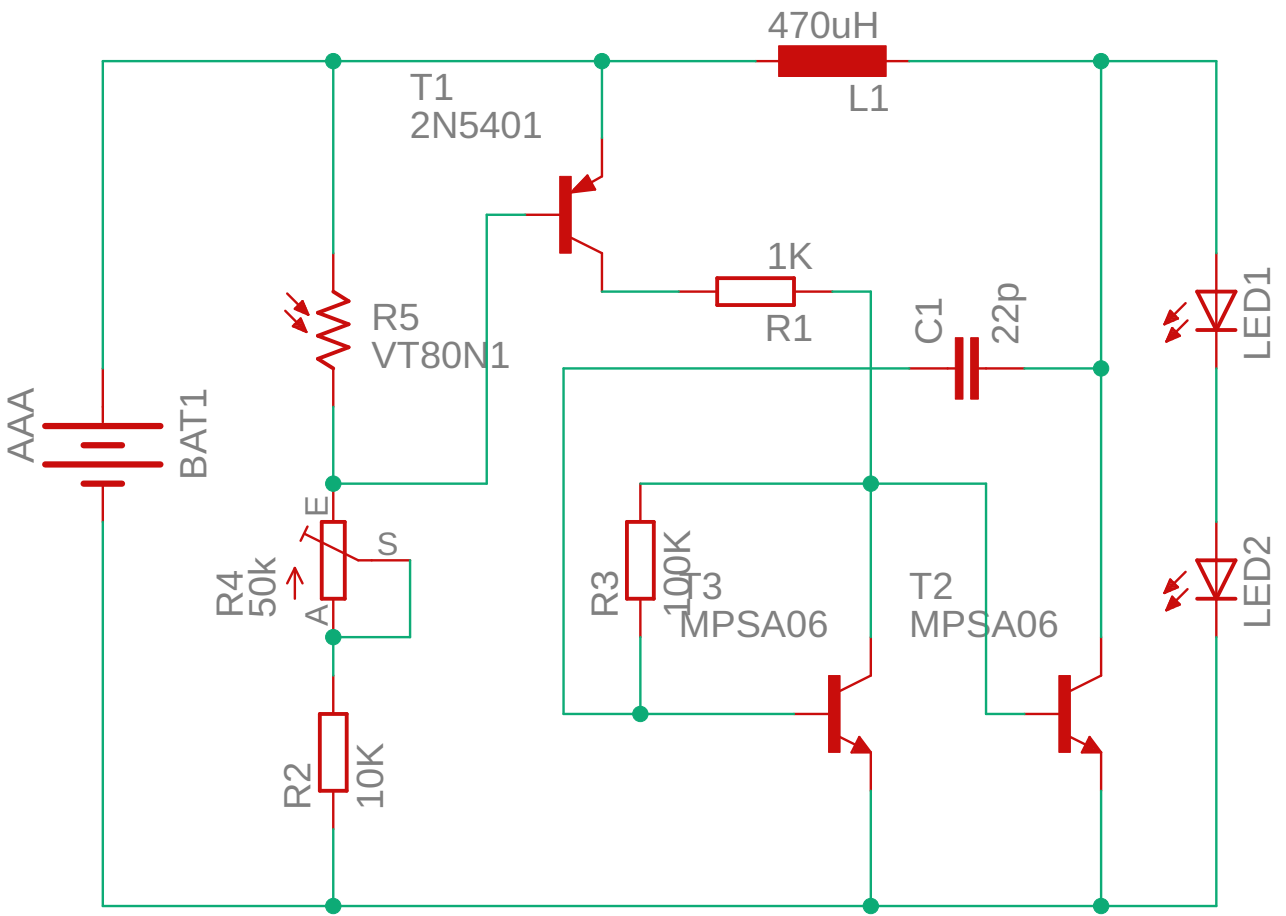 470uH
L1
T1
2N5401
1K
R1
C1
22p
LED1
R5
VT80N1
AAA
BAT1
E
S
A
R4
50k
R3
100K
T3
MPSA06
T2
MPSA06
LED2
R2
10K